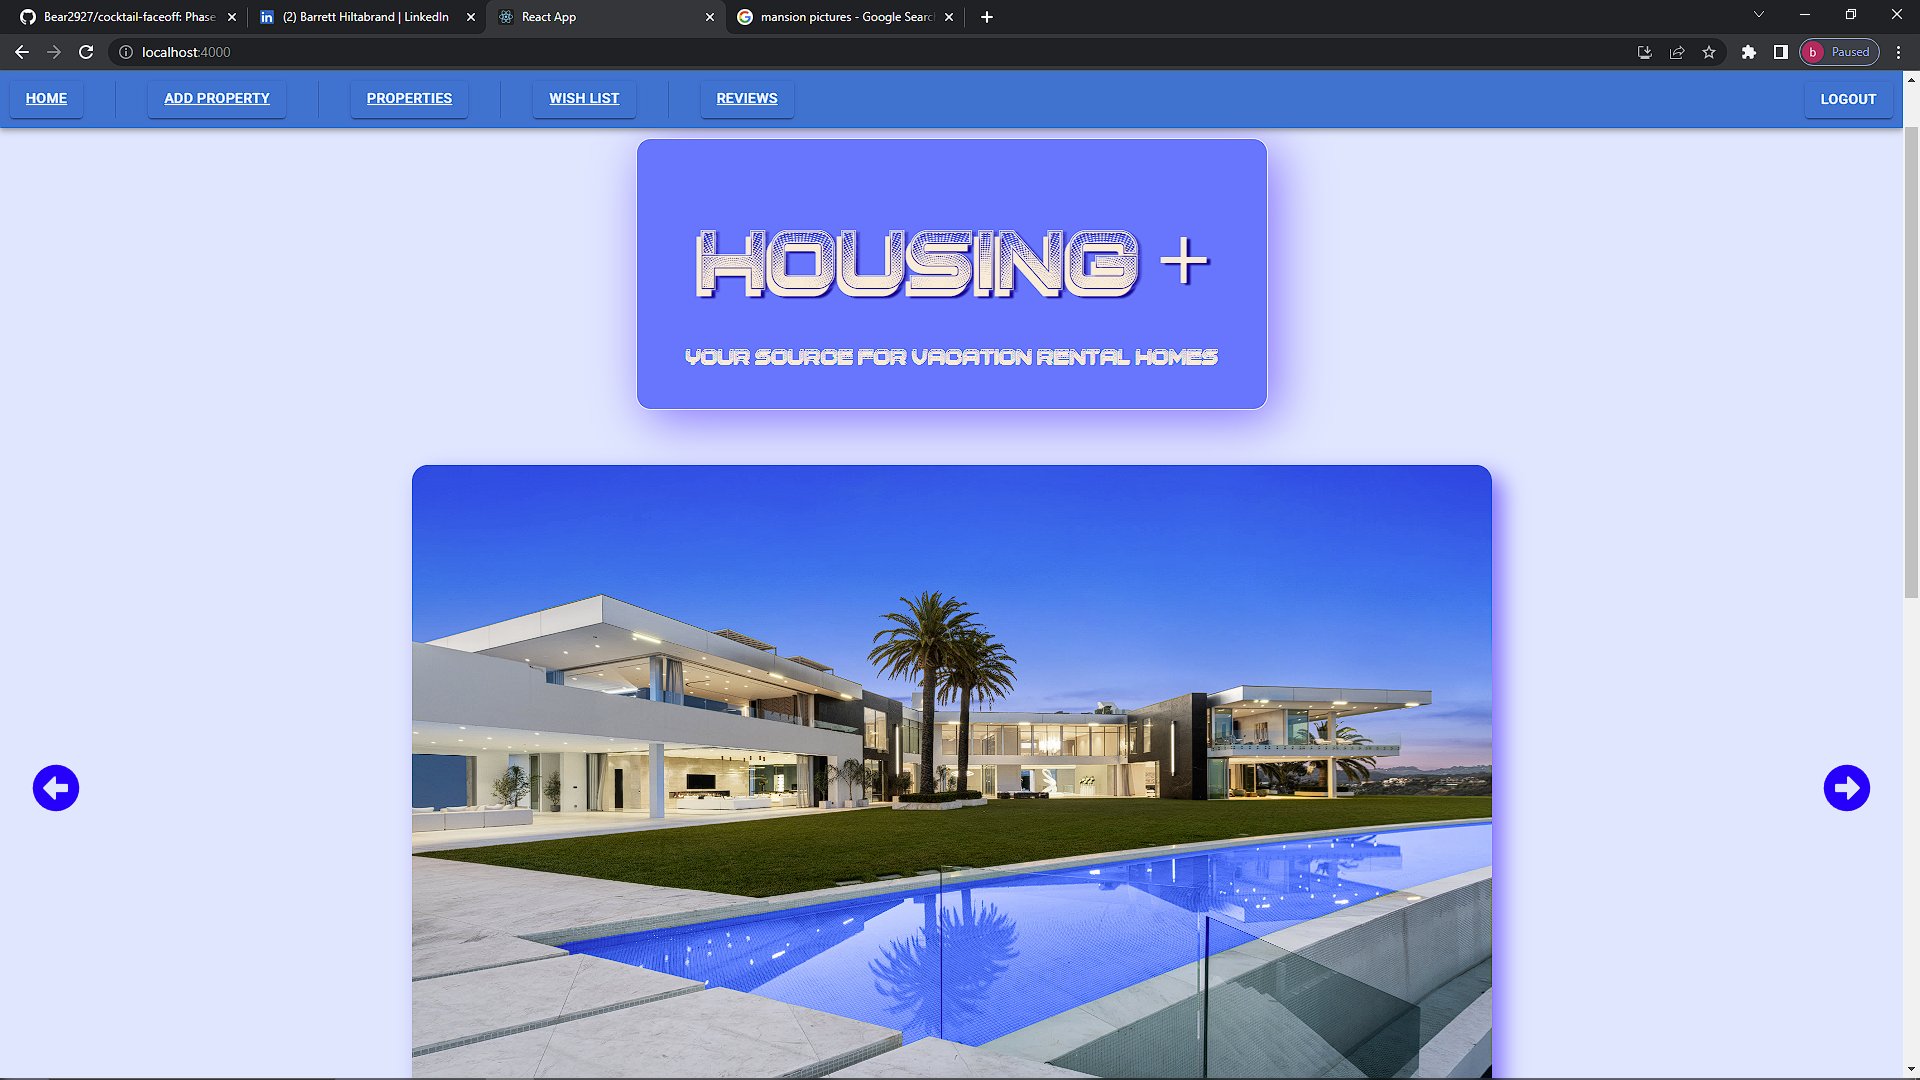 Bear2927/cocktail-faceoff: Phase
(2) Barrett Hiltabrand | LinkedIn
React App
mansion pictures - Google Searc
localhost:4000
b Paused
HOME
ADD PROPERTY
PROPERTIES
WISH LIST
REVIEWS
LOGOUT
HOUSING +
YOUR SOURCE FOR VACATION RENTAL HOMES